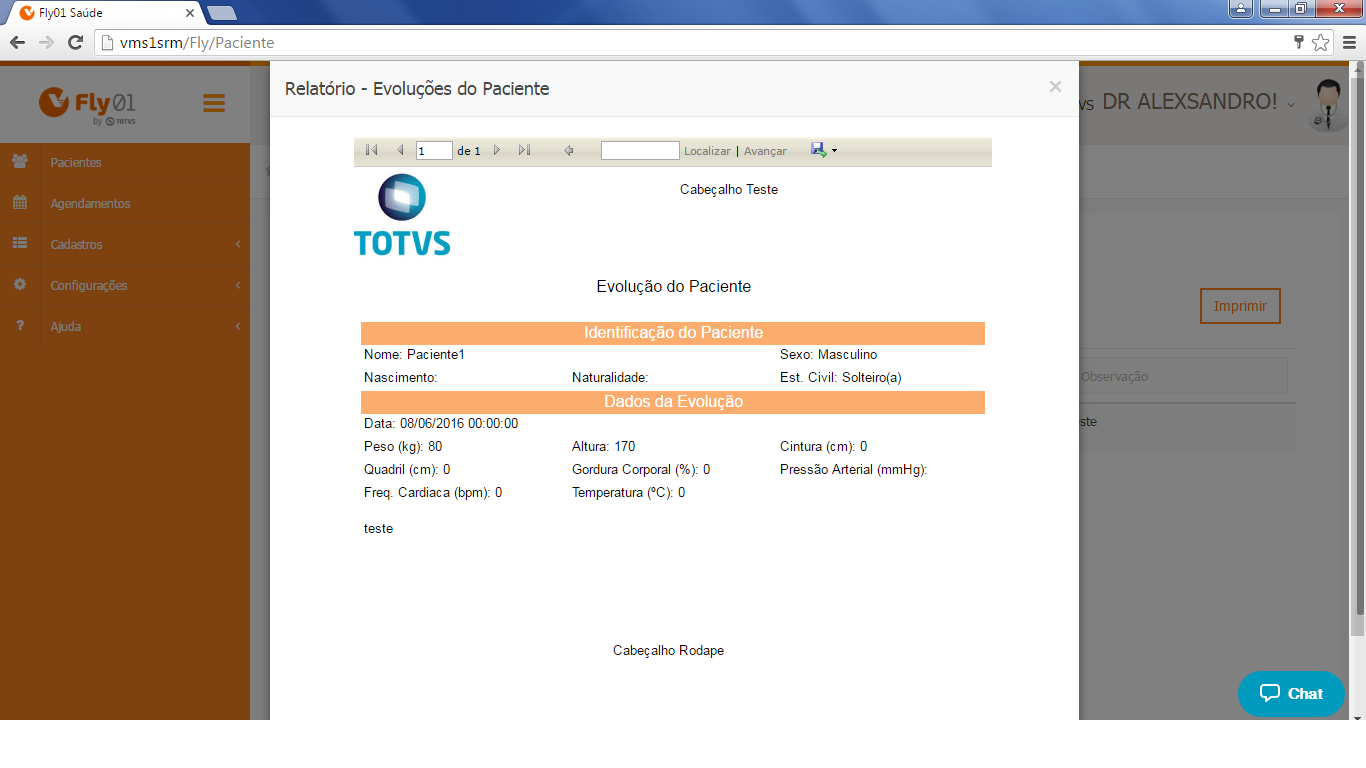 Fly01 Saúde
vms1srm/Fly/Paciente
Relatório - Evoluções do Paciente
×
Fly01
by TOTVS
vs DR ALEXSANDRO!
Pacientes
Agendamentos
Cadastros
Configurações
Ajuda
1 de 1 Localizar | Avançar
Cabeçalho Teste
TOTVS
Evolução do Paciente
Imprimir
Identificação do Paciente
Nome: Paciente1 Sexo: Masculino
Nascimento: Naturalidade: Est. Civil: Solteiro(a)
Observação
Dados da Evolução
Data: 08/06/2016 00:00:00
ste
Peso (kg): 80 Altura: 170 Cintura (cm): 0
Quadril (cm): 0 Gordura Corporal (%): 0 Pressão Arterial (mmHg):
Freq. Cardiaca (bpm): 0 Temperatura (ºC): 0
teste
Cabeçalho Rodape
Chat